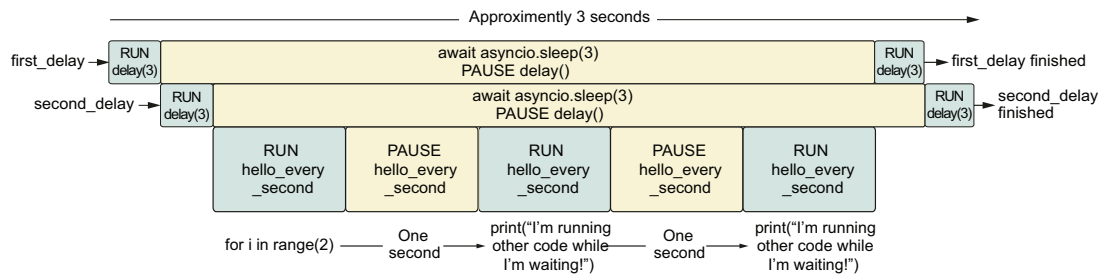 Approximently 3 seconds
first_delay
RUN
delay(3)
await asyncio.sleep(3)
PAUSE delay()
RUN
delay(3)
first_delay finished
second_delay
RUN
delay(3)
await asyncio.sleep(3)
PAUSE delay()
RUN
delay(3)
second_delay
finished
RUN
hello_every
_second
PAUSE
hello_every
_second
RUN
hello_every
_second
PAUSE
hello_every
_second
RUN
hello_every
_second
for i in range(2)
One
second
print(“I’m running
other code while
I’m waiting!”)
One
second
print(“I’m running
other code while
I’m waiting!”)